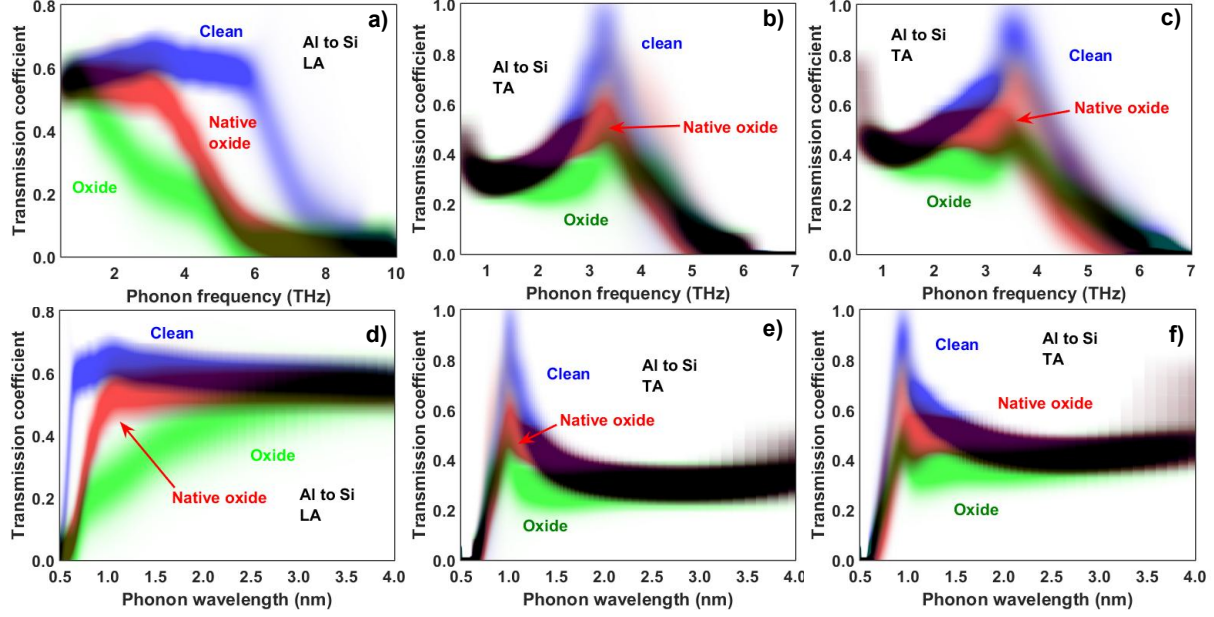 a)
Clean
Al to Si
LA
Native
oxide
Oxide
Transmission coefficient
0.8
0.6
0.4
0.2
0.0
2 4 6 8 10
Phonon frequency (THz)
b)
clean
Al to Si
TA
Native oxide
Oxide
Transmission coefficient
1.0
0.8
0.6
0.4
0.2
0.0
1 2 3 4 5 6 7
Phonon frequency (THz)
c)
Al to Si
TA
Clean
Native oxide
Oxide
Transmission coefficient
1.0
0.8
0.6
0.4
0.2
0.0
1 2 3 4 5 6 7
Phonon frequency (THz)
d)
Clean
Oxide
Native oxide
Al to Si
LA
Transmission coefficient
0.8
0.6
0.4
0.2
0.0
0.5 1.0 1.5 2.0 2.5 3.0 3.5 4.0
Phonon wavelength (nm)
e)
Al to Si
TA
Clean
Native oxide
Oxide
Transmission coefficient
1.0
0.8
0.6
0.4
0.2
0.0
0.5 1.0 1.5 2.0 2.5 3.0 3.5 4.0
Phonon wavelength (nm)
f)
Al to Si
TA
Clean
Native oxide
Oxide
Transmission coefficient
1.0
0.8
0.6
0.4
0.2
0.0
0.5 1.0 1.5 2.0 2.5 3.0 3.5 4.0
Phonon wavelength (nm)